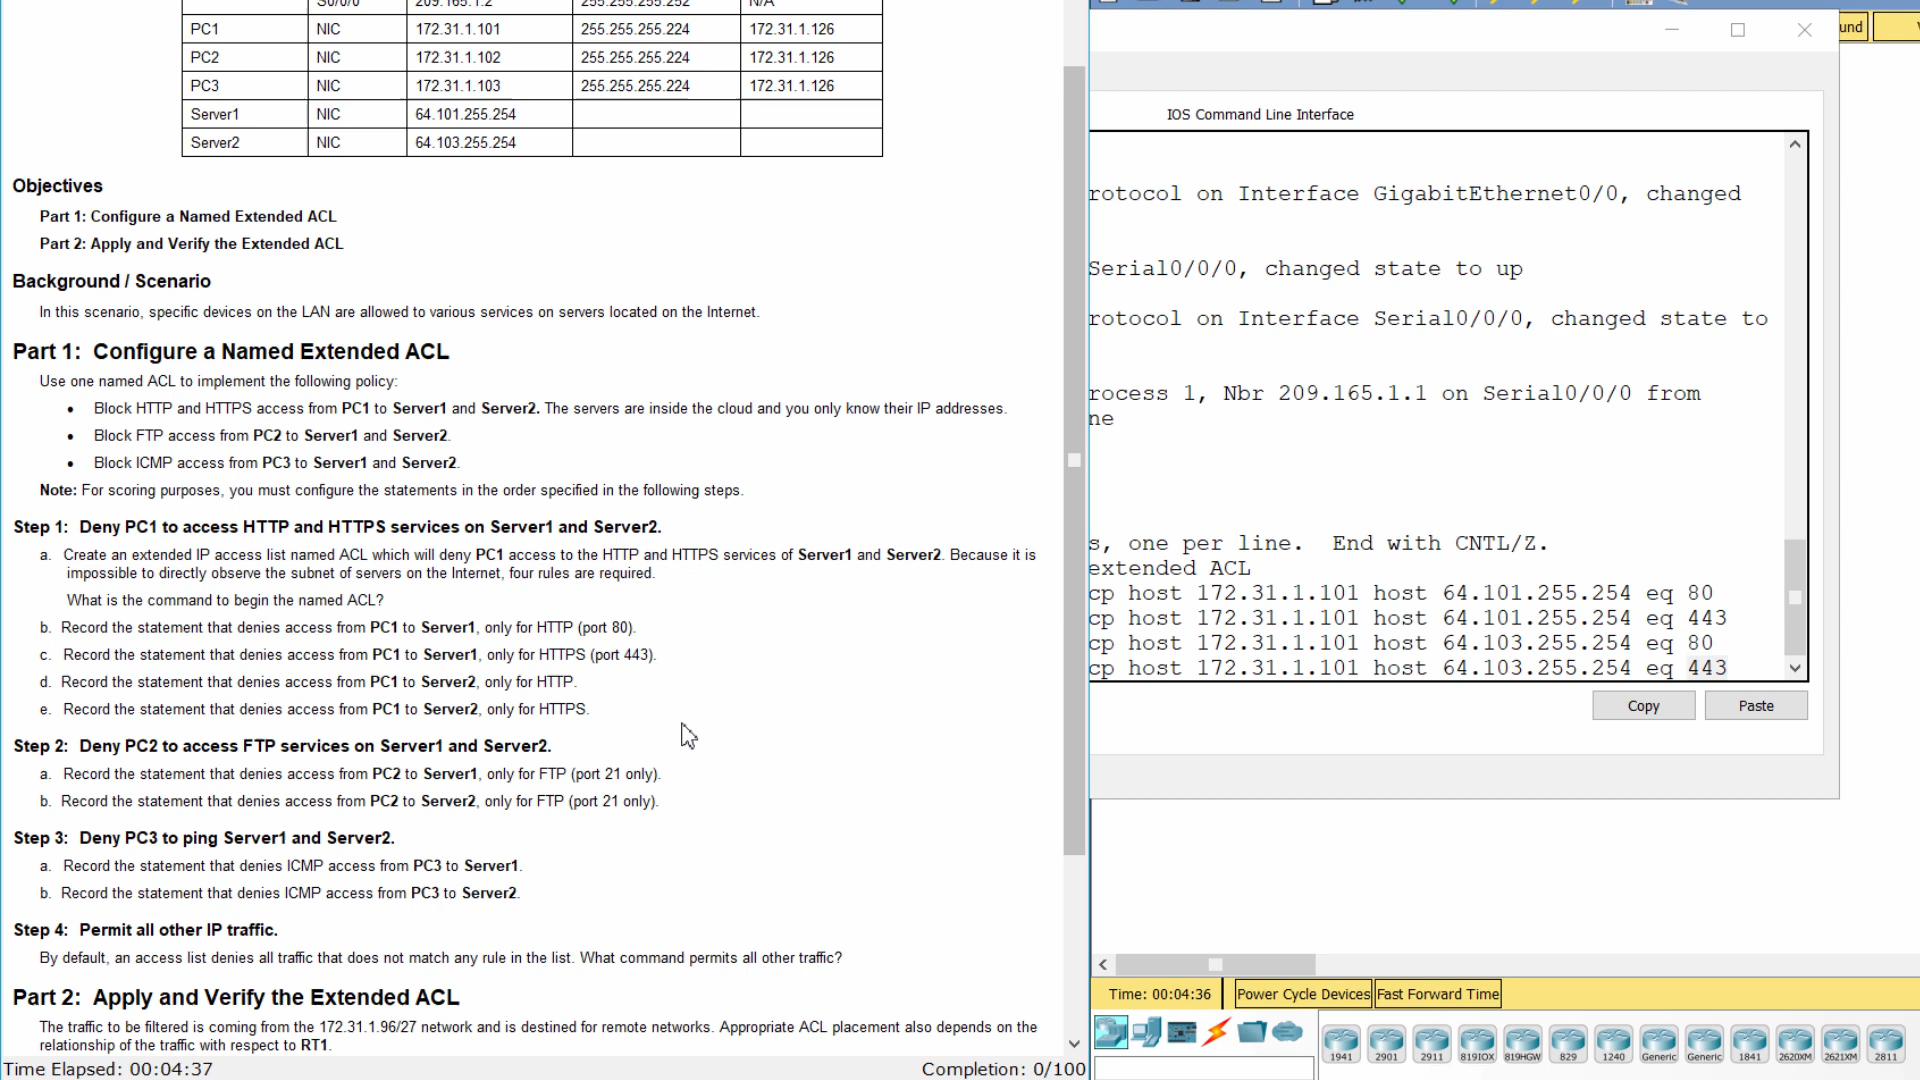 S0/0/0 209.165.1.2 255.255.255.252 N/A
PC1 NIC 172.31.1.101 255.255.255.224 172.31.1.126
PC2 NIC 172.31.1.102 255.255.255.224 172.31.1.126
PC3 NIC 172.31.1.103 255.255.255.224 172.31.1.126
Server1 NIC 64.101.255.254
Server2 NIC 64.103.255.254
Objectives
Part 1: Configure a Named Extended ACL
Part 2: Apply and Verify the Extended ACL
Background / Scenario
In this scenario, specific devices on the LAN are allowed to various services on servers located on the Internet.
Part 1: Configure a Named Extended ACL
Use one named ACL to implement the following policy:
• Block HTTP and HTTPS access from PC1 to Server1 and Server2. The servers are inside the cloud and you only know their IP addresses.
• Block FTP access from PC2 to Server1 and Server2.
• Block ICMP access from PC3 to Server1 and Server2.
Note: For scoring purposes, you must configure the statements in the order specified in the following steps.
Step 1: Deny PC1 to access HTTP and HTTPS services on Server1 and Server2.
a. Create an extended IP access list named ACL which will deny PC1 access to the HTTP and HTTPS services of Server1 and Server2. Because it is
impossible to directly observe the subnet of servers on the Internet, four rules are required.
What is the command to begin the named ACL?
b. Record the statement that denies access from PC1 to Server1, only for HTTP (port 80).
c. Record the statement that denies access from PC1 to Server1, only for HTTPS (port 443).
d. Record the statement that denies access from PC1 to Server2, only for HTTP.
e. Record the statement that denies access from PC1 to Server2, only for HTTPS.
Step 2: Deny PC2 to access FTP services on Server1 and Server2.
a. Record the statement that denies access from PC2 to Server1, only for FTP (port 21 only).
b. Record the statement that denies access from PC2 to Server2, only for FTP (port 21 only).
Step 3: Deny PC3 to ping Server1 and Server2.
a. Record the statement that denies ICMP access from PC3 to Server1.
b. Record the statement that denies ICMP access from PC3 to Server2.
Step 4: Permit all other IP traffic.
By default, an access list denies all traffic that does not match any rule in the list. What command permits all other traffic?
Part 2: Apply and Verify the Extended ACL
The traffic to be filtered is coming from the 172.31.1.96/27 network and is destined for remote networks. Appropriate ACL placement also depends on the
relationship of the traffic with respect to RT1.
Time Elapsed: 00:04:37 Completion: 0/100
und
IOS Command Line Interface
rotocol on Interface GigabitEthernet0/0, changed
Serial0/0/0, changed state to up
rotocol on Interface Serial0/0/0, changed state to
rocess 1, Nbr 209.165.1.1 on Serial0/0/0 from
ne
s, one per line. End with CNTL/Z.
extended ACL
cp host 172.31.1.101 host 64.101.255.254 eq 80
cp host 172.31.1.101 host 64.101.255.254 eq 443
cp host 172.31.1.101 host 64.103.255.254 eq 80
cp host 172.31.1.101 host 64.103.255.254 eq 443
Copy Paste
Time: 00:04:36 Power Cycle Devices Fast Forward Time
1941 2901 2911 819IOX 819HGW 829 1240 Generic Generic 1841 2620XM 2621XM 2811